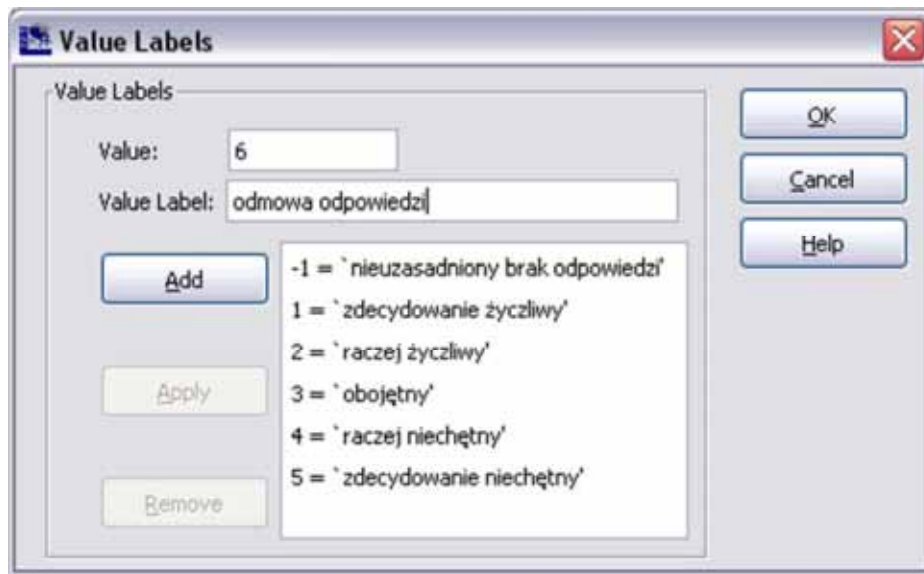 Value Labels
Value Labels
Value: 6
Value Label: odmowa odpowiedzi
OK
Cancel
Help
Add
Apply
Remove
-1 = `nieuzasadniony brak odpowiedzi'
1 = `zdecydowanie życzliwy'
2 = `raczej życzliwy'
3 = `obojętny'
4 = `raczej niechętny'
5 = `zdecydowanie niechętny'